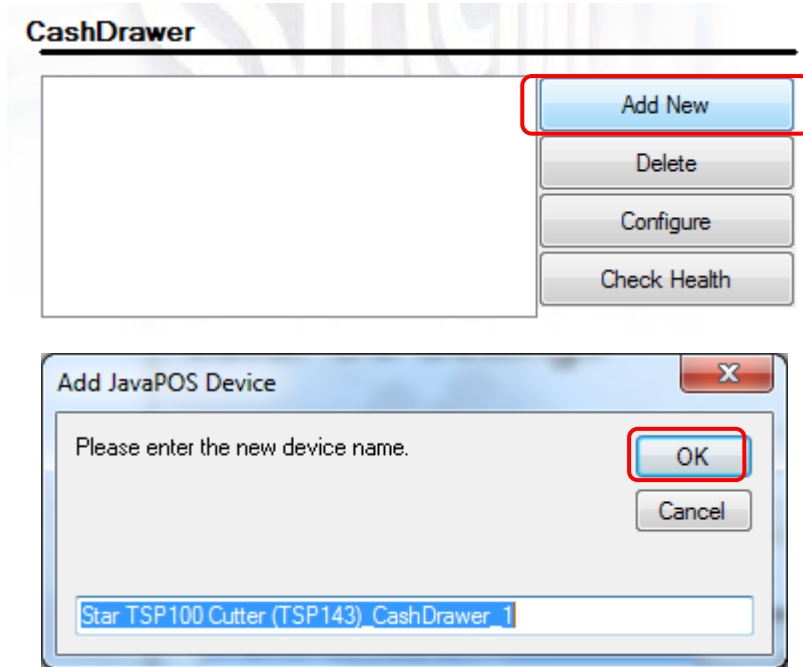 CashDrawer
Add New
Delete
Configure
Check Health
Add JavaPOS Device
Please enter the new device name.
OK
Cancel
Star TSP100 Cutter (TSP143)_CashDrawer_1